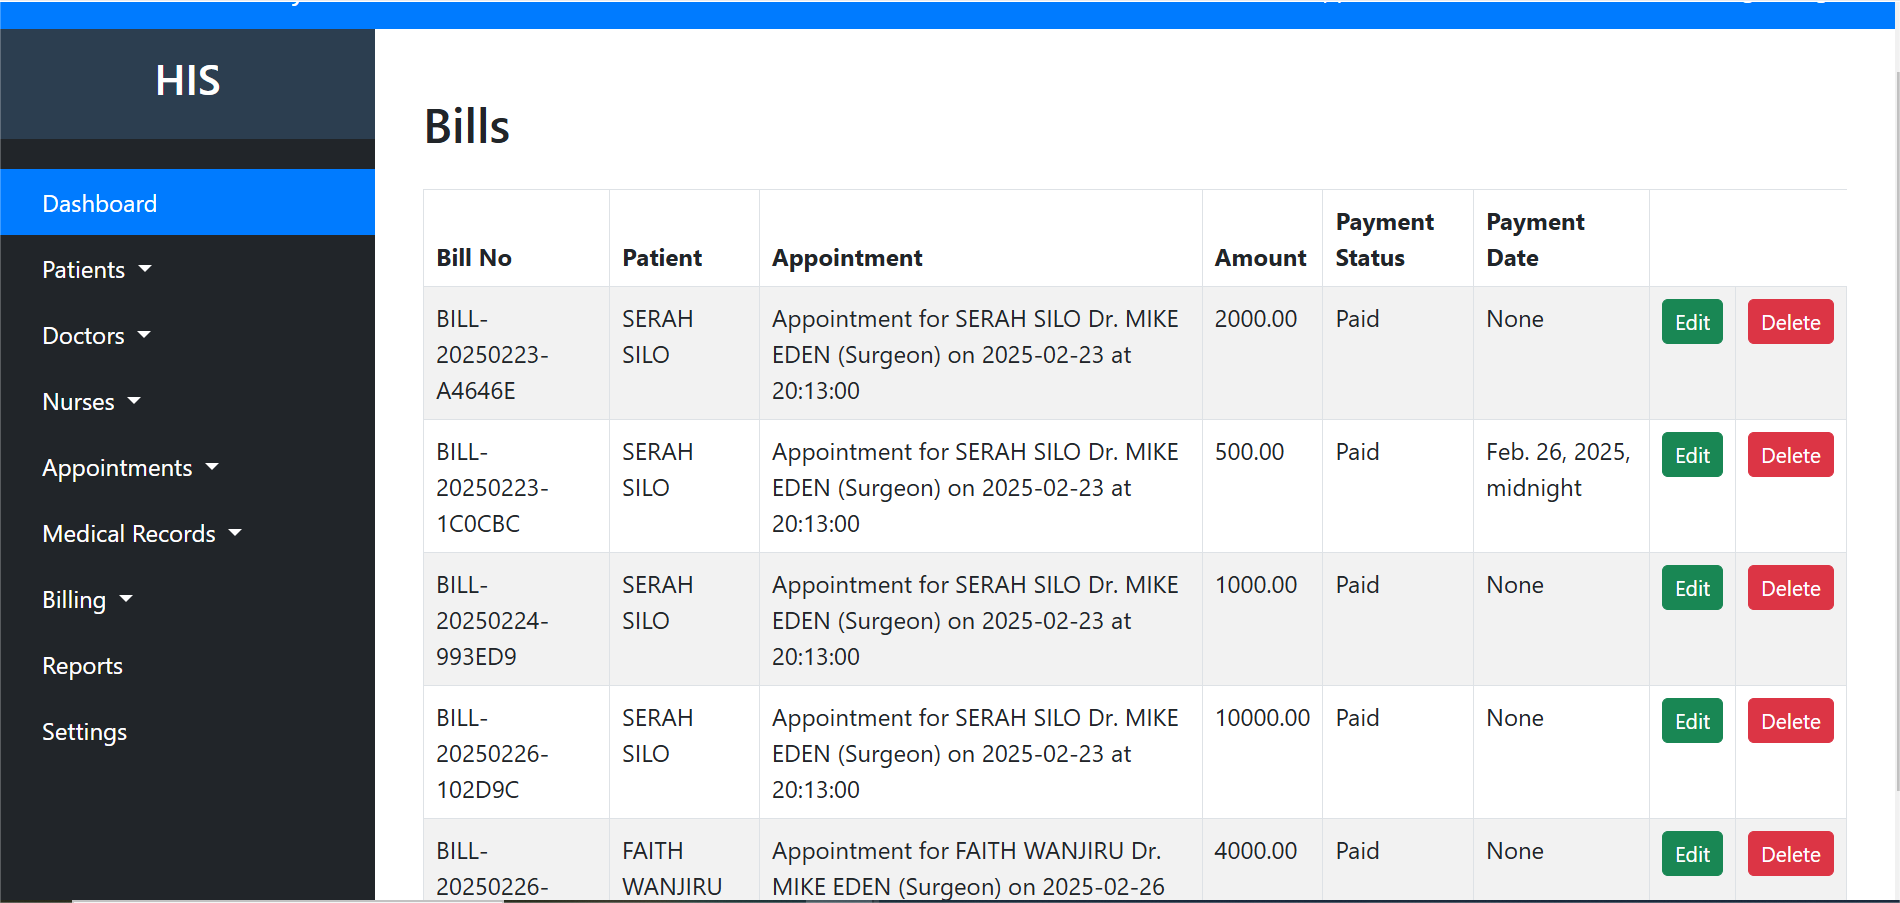 HIS
Dashboard
Patients
Doctors
Nurses
Appointments
Medical Records
Billing
Reports
Settings
Bills
Bill No
Patient
Appointment
Amount
Payment
Status
Payment
Date
BILL-
20250223-
A4646E
SERAH
SILO
Appointment for SERAH SILO Dr. MIKE
EDEN (Surgeon) on 2025-02-23 at
20:13:00
2000.00
Paid
None
Edit
Delete
BILL-
20250223-
1C0CBC
SERAH
SILO
Appointment for SERAH SILO Dr. MIKE
EDEN (Surgeon) on 2025-02-23 at
20:13:00
500.00
Paid
Feb. 26, 2025,
midnight
Edit
Delete
BILL-
20250224-
993ED9
SERAH
SILO
Appointment for SERAH SILO Dr. MIKE
EDEN (Surgeon) on 2025-02-23 at
20:13:00
1000.00
Paid
None
Edit
Delete
BILL-
20250226-
102D9C
SERAH
SILO
Appointment for SERAH SILO Dr. MIKE
EDEN (Surgeon) on 2025-02-23 at
20:13:00
10000.00
Paid
None
Edit
Delete
BILL-
20250226-
FAITH
WANJIRU
Appointment for FAITH WANJIRU Dr.
MIKE EDEN (Surgeon) on 2025-02-26
4000.00
Paid
None
Edit
Delete